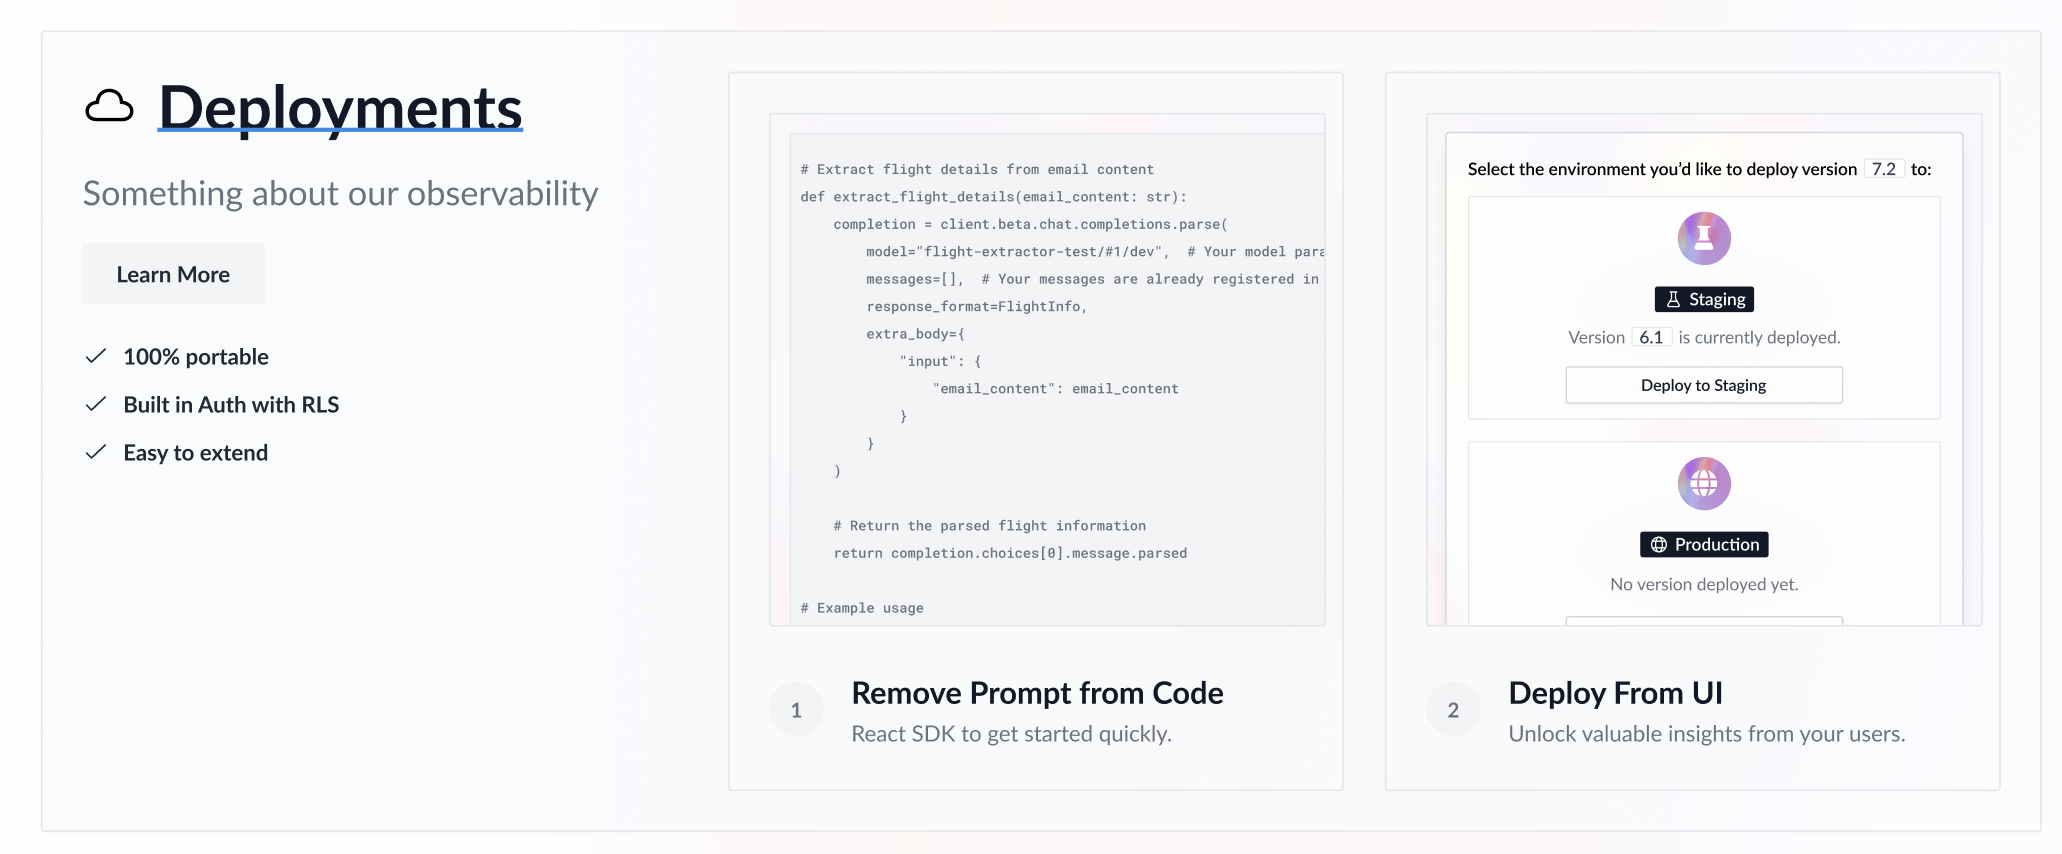 Deployments
Something about our observability
Learn More
100% portable
Built in Auth with RLS
Easy to extend
# Extract flight details from email content
def extract_flight_details(email_content: str):
    completion = client.beta.chat.completions.parse(
        model="flight-extractor-test/#1/dev",  # Your model para
        messages=[],  # Your messages are already registered in
        response_format=FlightInfo,
        extra_body={
            "input": {
                "email_content": email_content
            }
        }
    )
    # Return the parsed flight information
    return completion.choices[0].message.parsed
# Example usage
1
Remove Prompt from Code
React SDK to get started quickly.
Select the environment you'd like to deploy version 7.2 to:
Staging
Version 6.1 is currently deployed.
Deploy to Staging
Production
No version deployed yet.
2
Deploy From UI
Unlock valuable insights from your users.